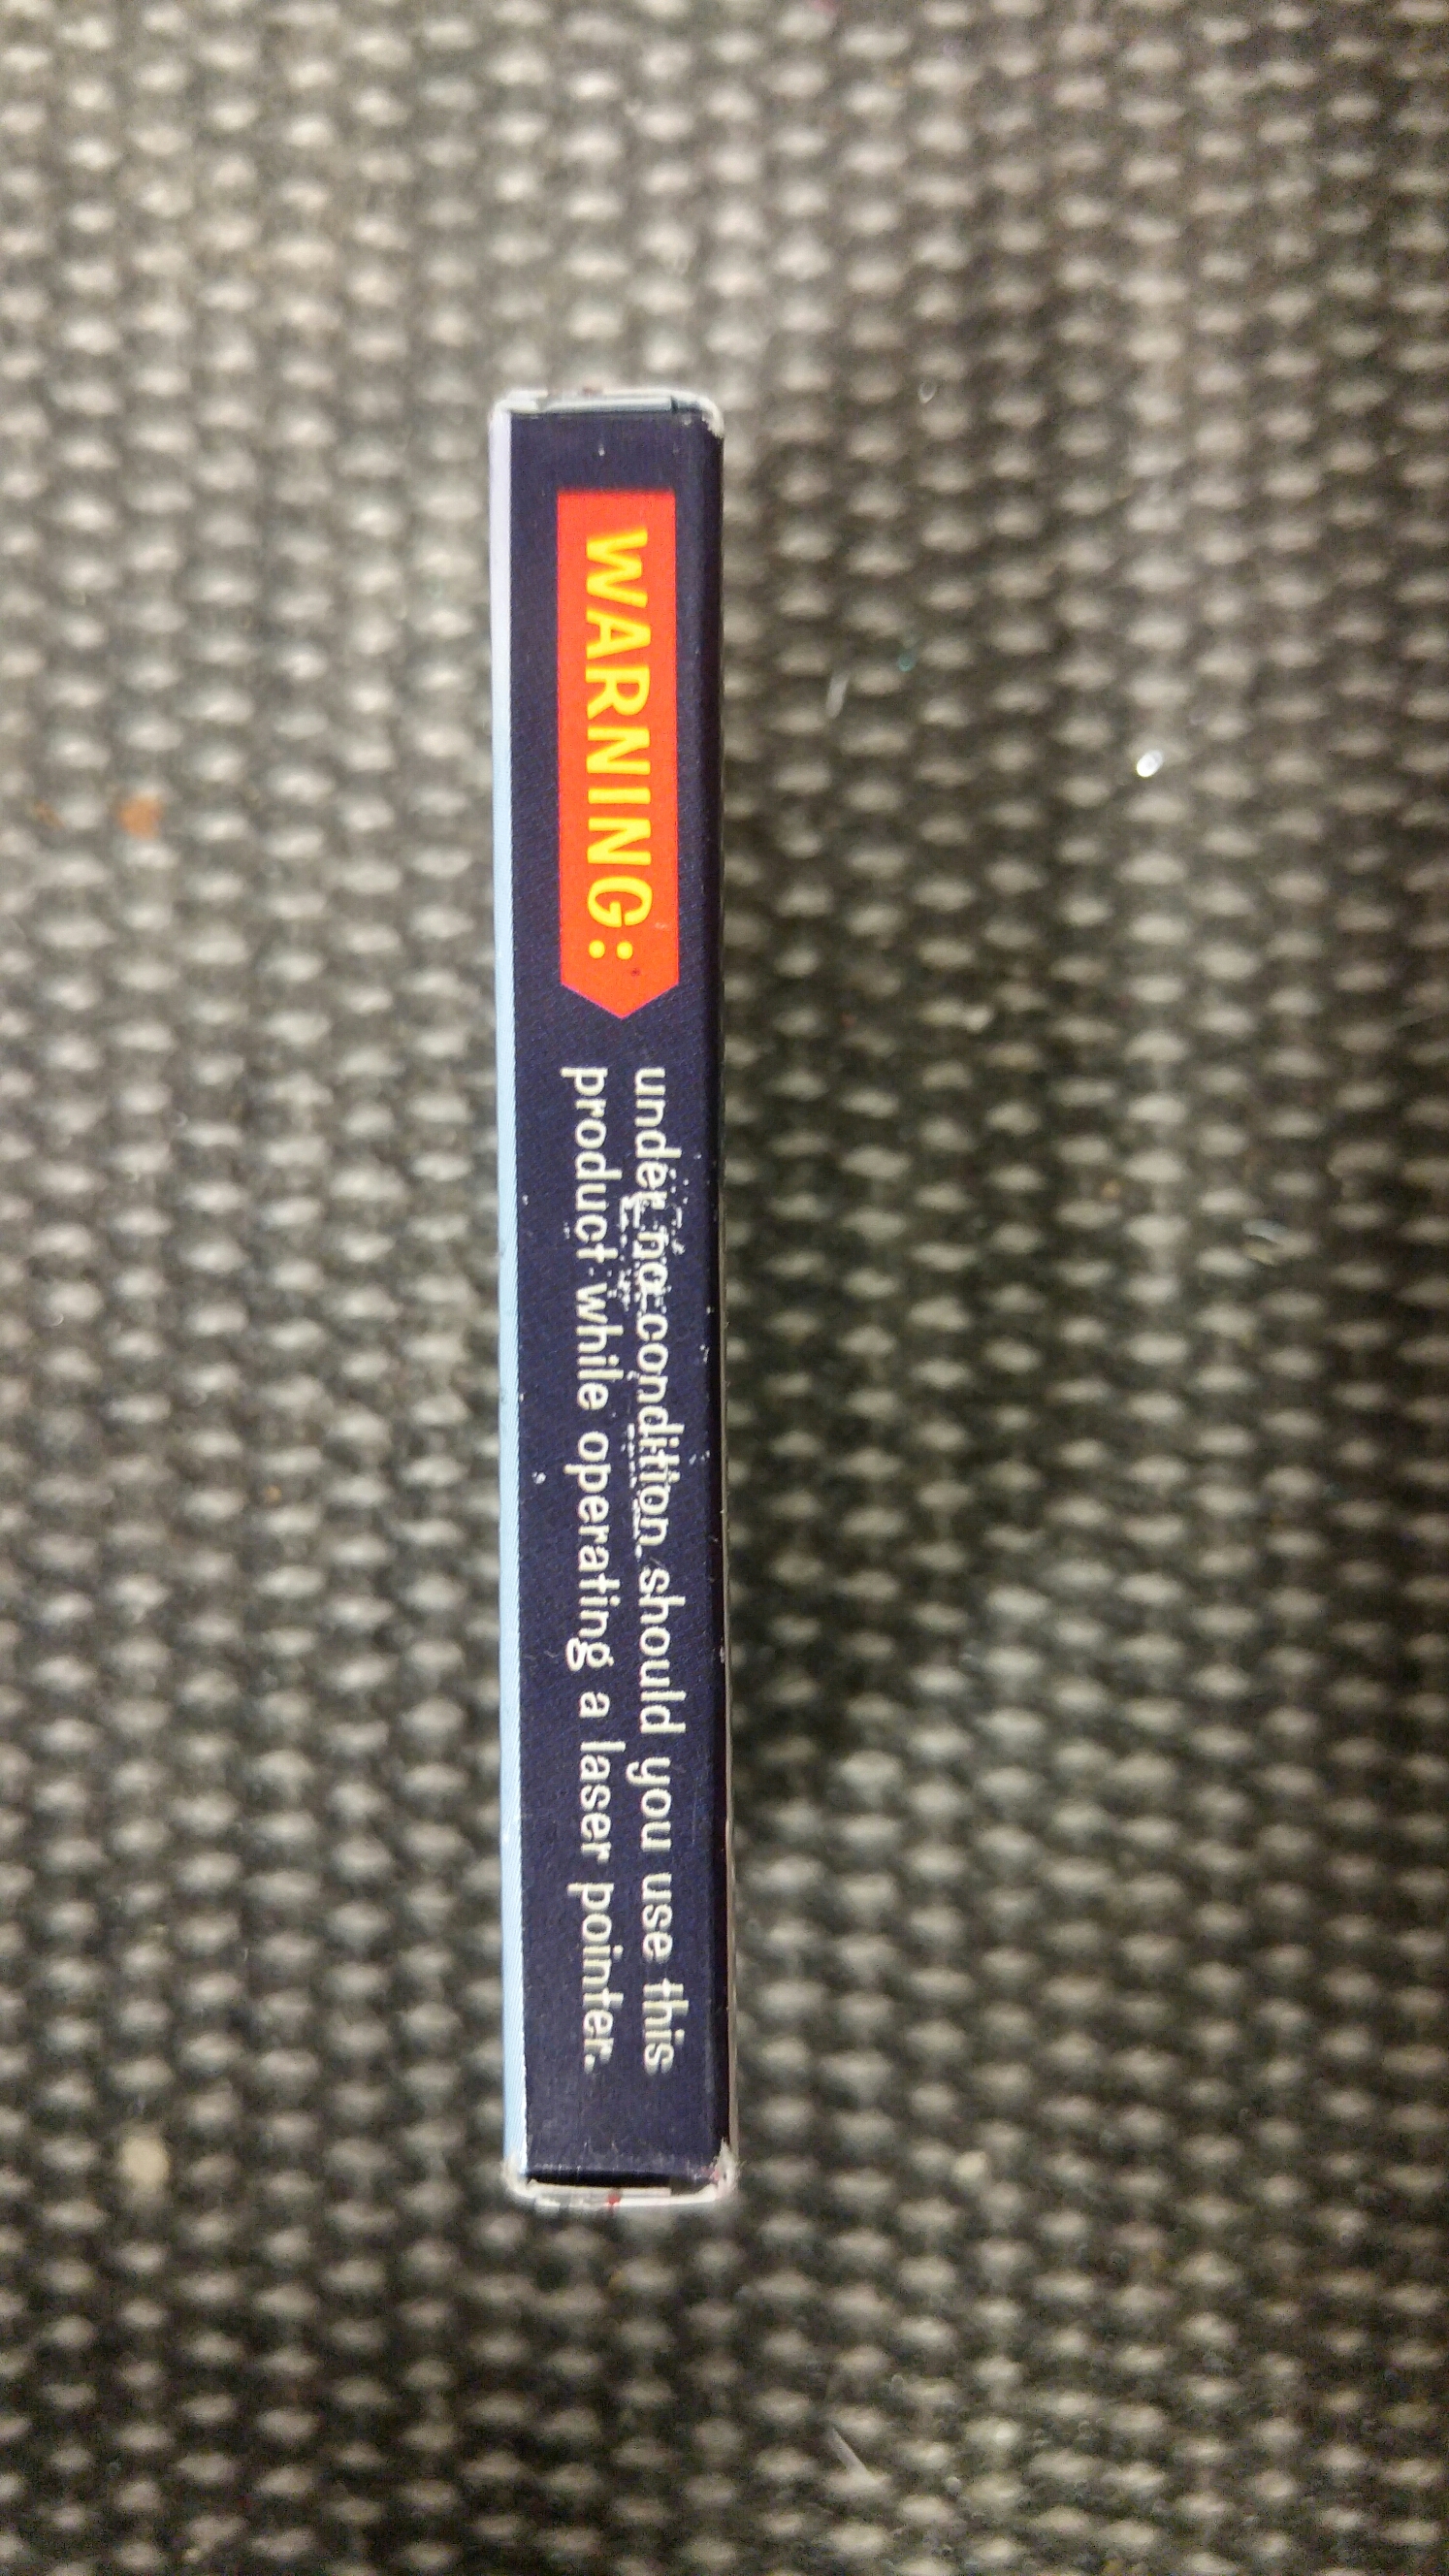 WARNING:
under no condition should you use this
product while operating a laser pointer.